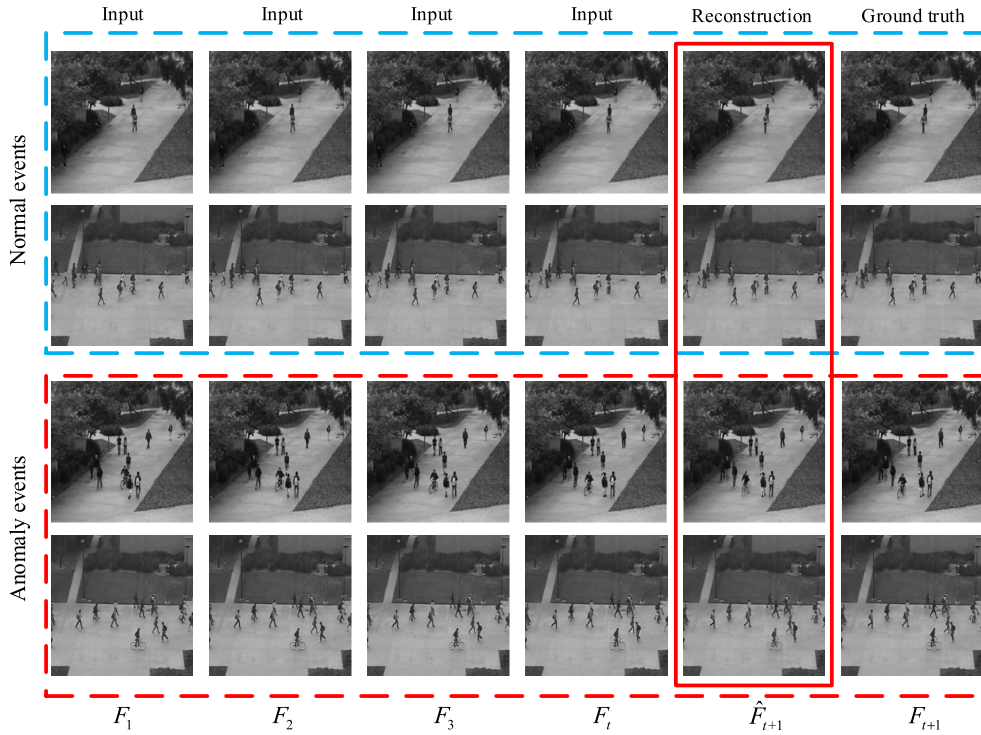 Input Input Input Input Reconstruction Ground truth
Normal events
Anomaly events
F₁ F₂ F₃ Fₜ F̂ₜ₊₁ Fₜ₊₁